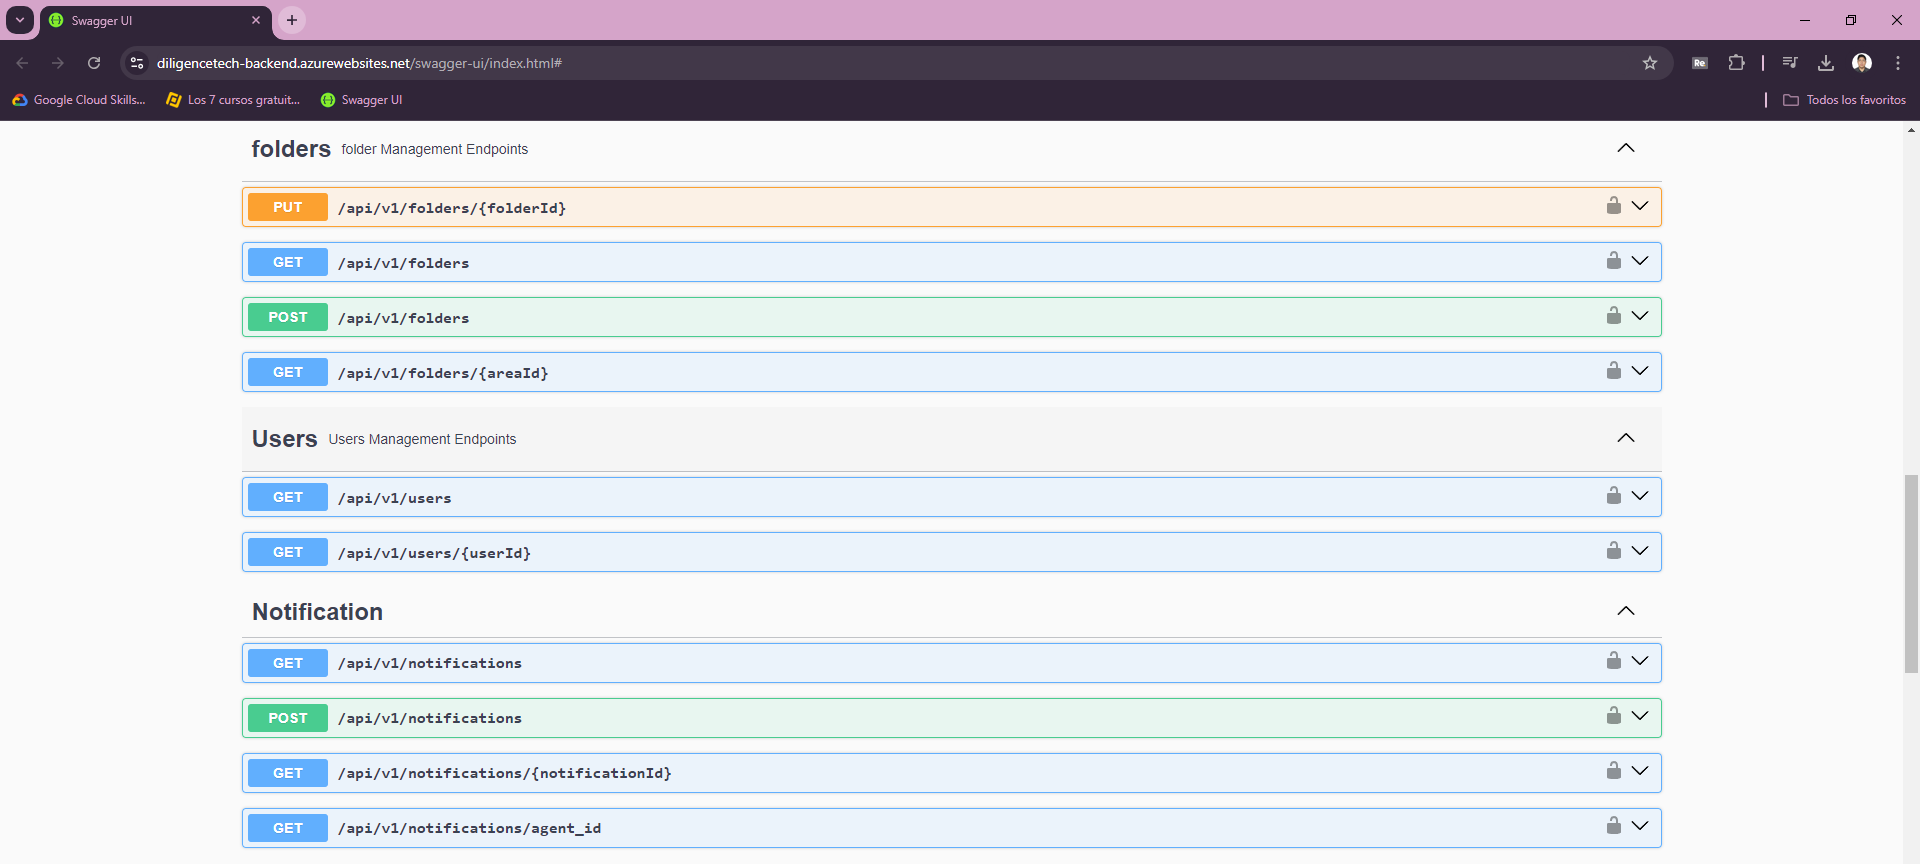 Swagger UI
diligencetech-backend.azurewebsites.net/swagger-ui/index.html#
Re
Google Cloud Skills...
Los 7 cursos gratuit...
Swagger UI
Todos los favoritos
folders folder Management Endpoints
PUT /api/v1/folders/{folderId}
GET /api/v1/folders
POST /api/v1/folders
GET /api/v1/folders/{areaId}
Users Users Management Endpoints
GET /api/v1/users
GET /api/v1/users/{userId}
Notification
GET /api/v1/notifications
POST /api/v1/notifications
GET /api/v1/notifications/{notificationId}
GET /api/v1/notifications/agent_id